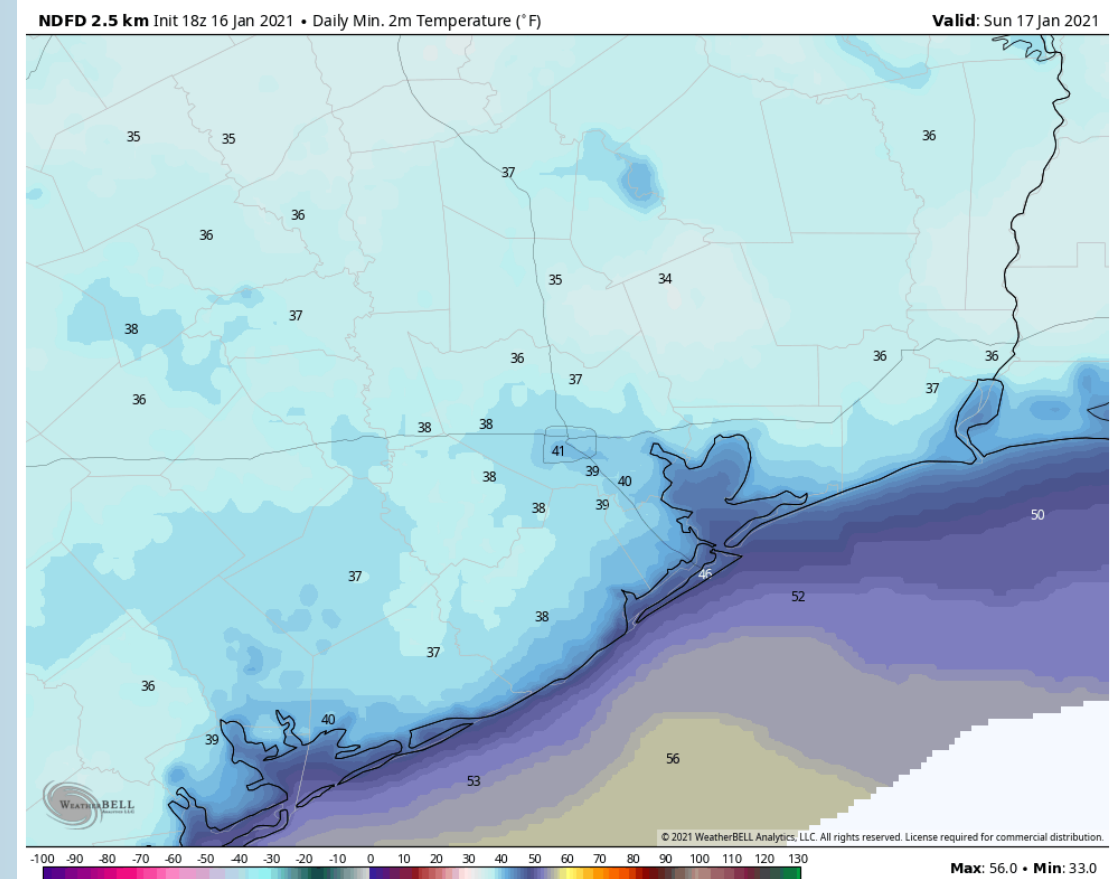 NDFD 2.5 km Init 18z 16 Jan 2021 • Daily Min. 2m Temperature (°F)
Valid: Sun 17 Jan 2021
35 35 36
37
36
36
35 34
37
38
36 36 36
37 37
36
38 38
41
39
38 40
38 39
50
37 46
52
38
37
36
40
39
56
53
WEATHERBELL
© 2021 WeatherBELL Analytics, LLC. All rights reserved. License required for commercial distribution.
-100 -90 -80 -70 -60 -50 -40 -30 -20 -10 0 10 20 30 40 50 60 70 80 90 100 110 120 130
Max: 56.0 • Min: 33.0